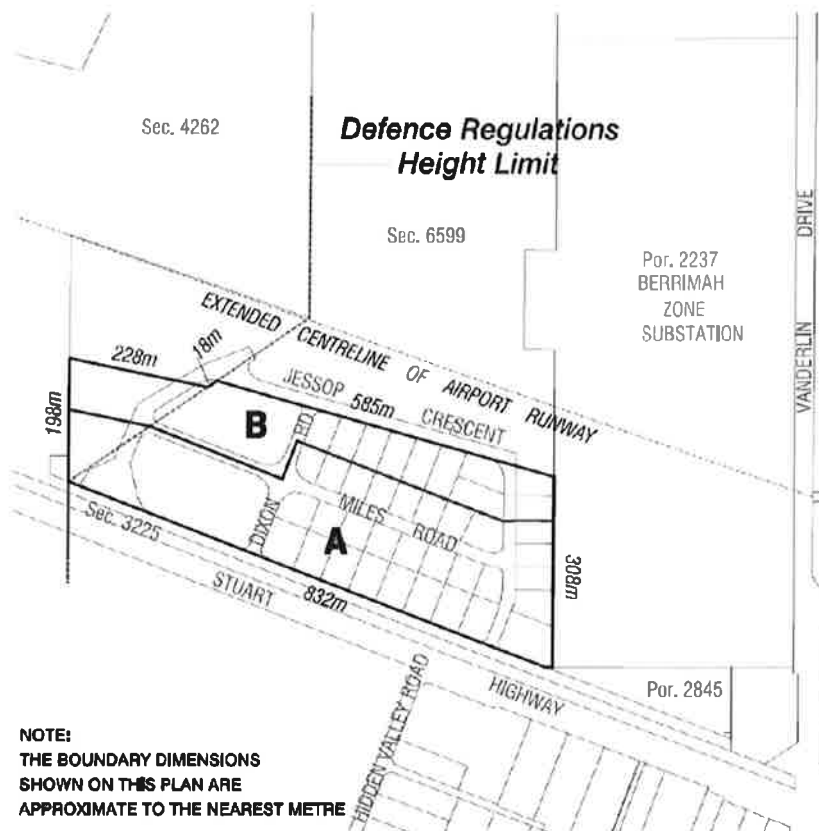 Sec. 4262
Defence Regulations
Height Limit
Sec. 6599
Por. 2237
BERRIMAH
ZONE
SUBSTATION
VANDERLIN DRIVE
EXTENDED CENTRELINE OF AIRPORT RUNWAY
18m
228m
JESSOP CRESCENT
585m
198m
B
DIXON RD
MILES ROAD
A
Sec. 3225
308m
STUART HIGHWAY
832m
Por. 2845
HIDDEN VALLEY ROAD
NOTE:
THE BOUNDARY DIMENSIONS
SHOWN ON THIS PLAN ARE
APPROXIMATE TO THE NEAREST METRE